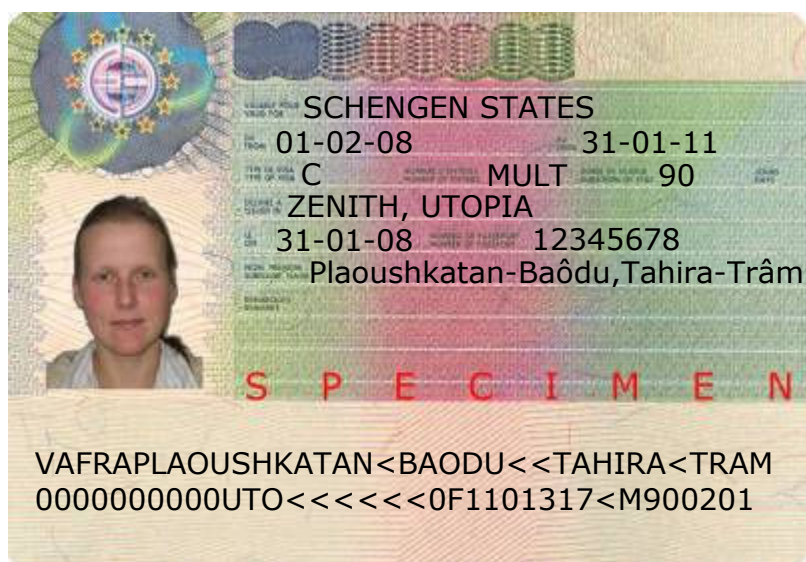 SCHENGEN STATES
01-02-08 31-01-11
C MULT 90
ZENITH, UTOPIA
31-01-08 12345678
Plaoushkatan-Baôdu,Tahira-Trâm
S P E C I M E N
VAFRAPLAOUSHKATAN<BAODU<<TAHIRA<TRAM
0000000000UTO<<<<<<0F1101317<M900201